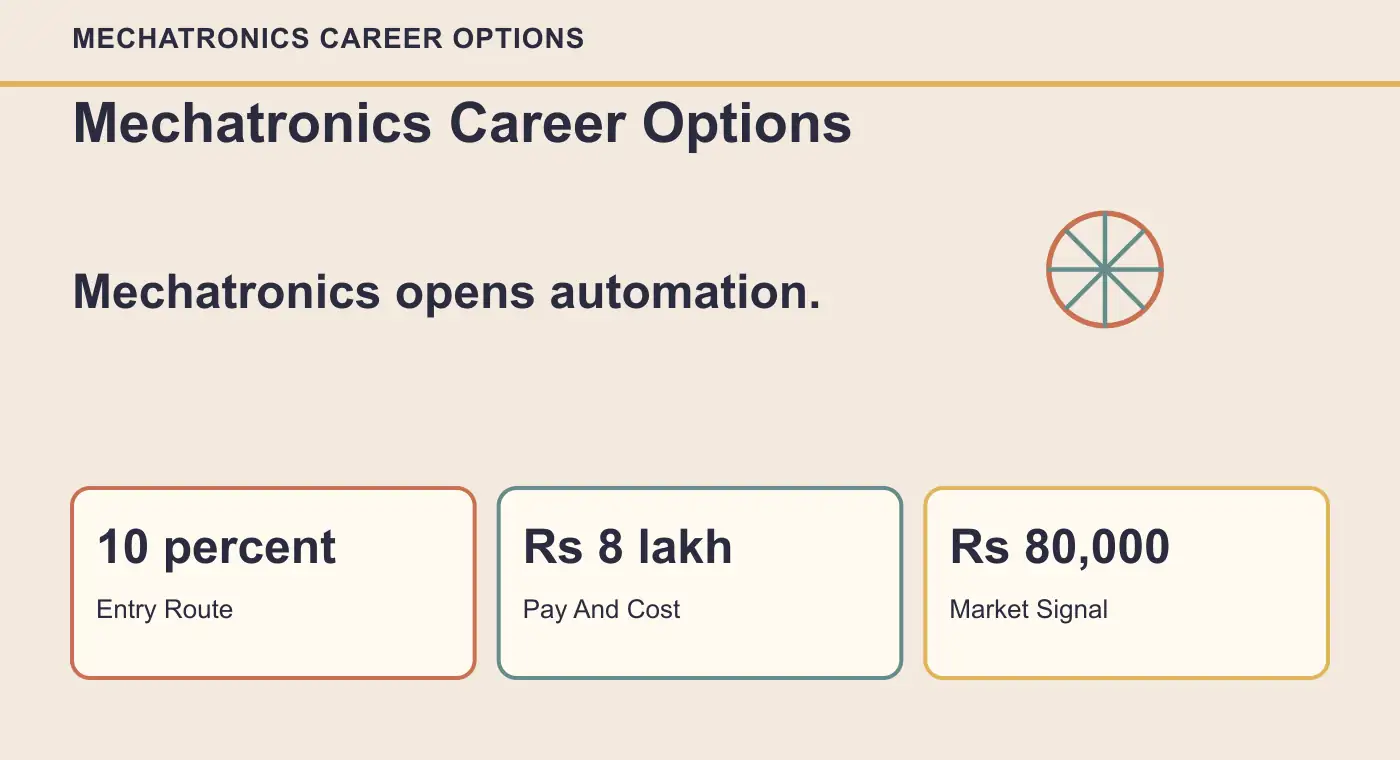 MECHATRONICS CAREER OPTIONS
Mechatronics Career Options
Mechatronics opens automation.
10 percent
Entry Route
Rs 8 lakh
Pay And Cost
Rs 80,000
Market Signal